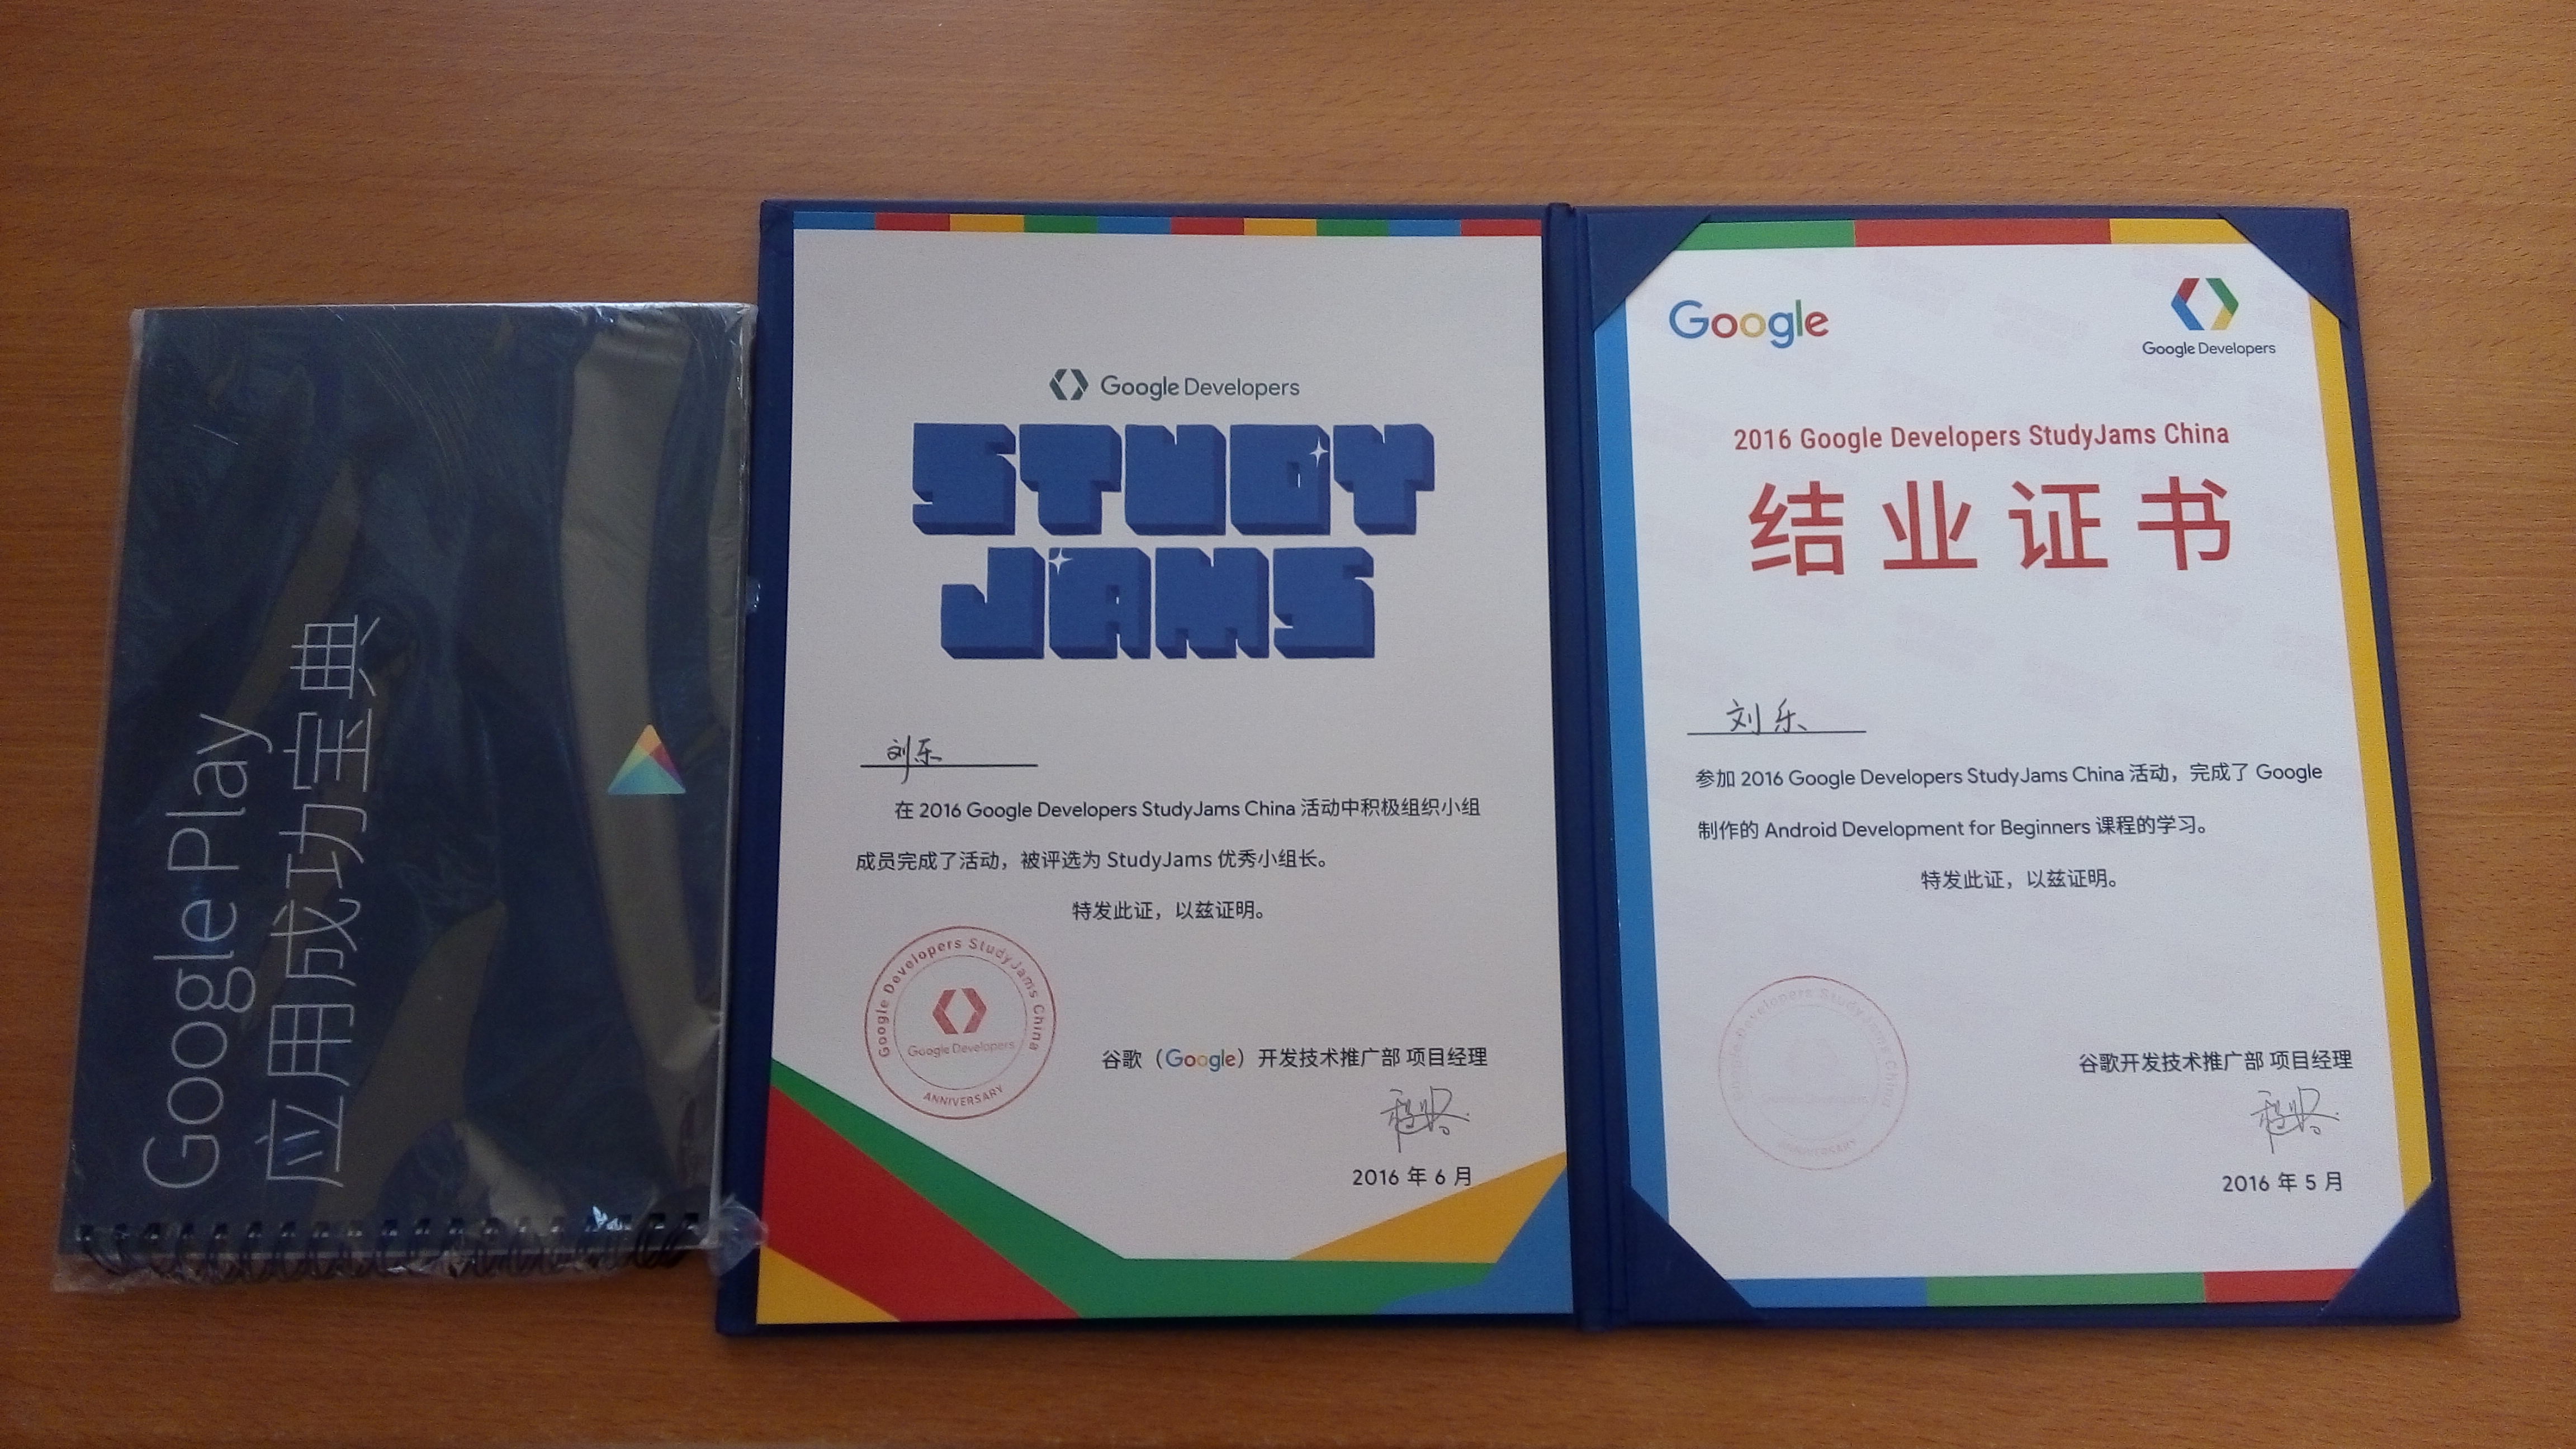 Google Play
应用成功宝典
Google Developers
STUDY
JAMS
刘乐
在 2016 Google Developers StudyJams China 活动中积极组织小组
成员完成了活动，被评选为 StudyJams 优秀小组长。
特发此证，以兹证明。
Google Developers StudyJams China
Google Developers
ANNIVERSARY
谷歌（Google）开发技术推广部 项目经理
2016 年 6 月
Google
Google Developers
2016 Google Developers StudyJams China
结业证书
刘乐
参加 2016 Google Developers StudyJams China 活动，完成了 Google
制作的 Android Development for Beginners 课程的学习。
特发此证，以兹证明。
Google Developers StudyJams China
ANNIVERSARY
谷歌开发技术推广部 项目经理
2016 年 5 月